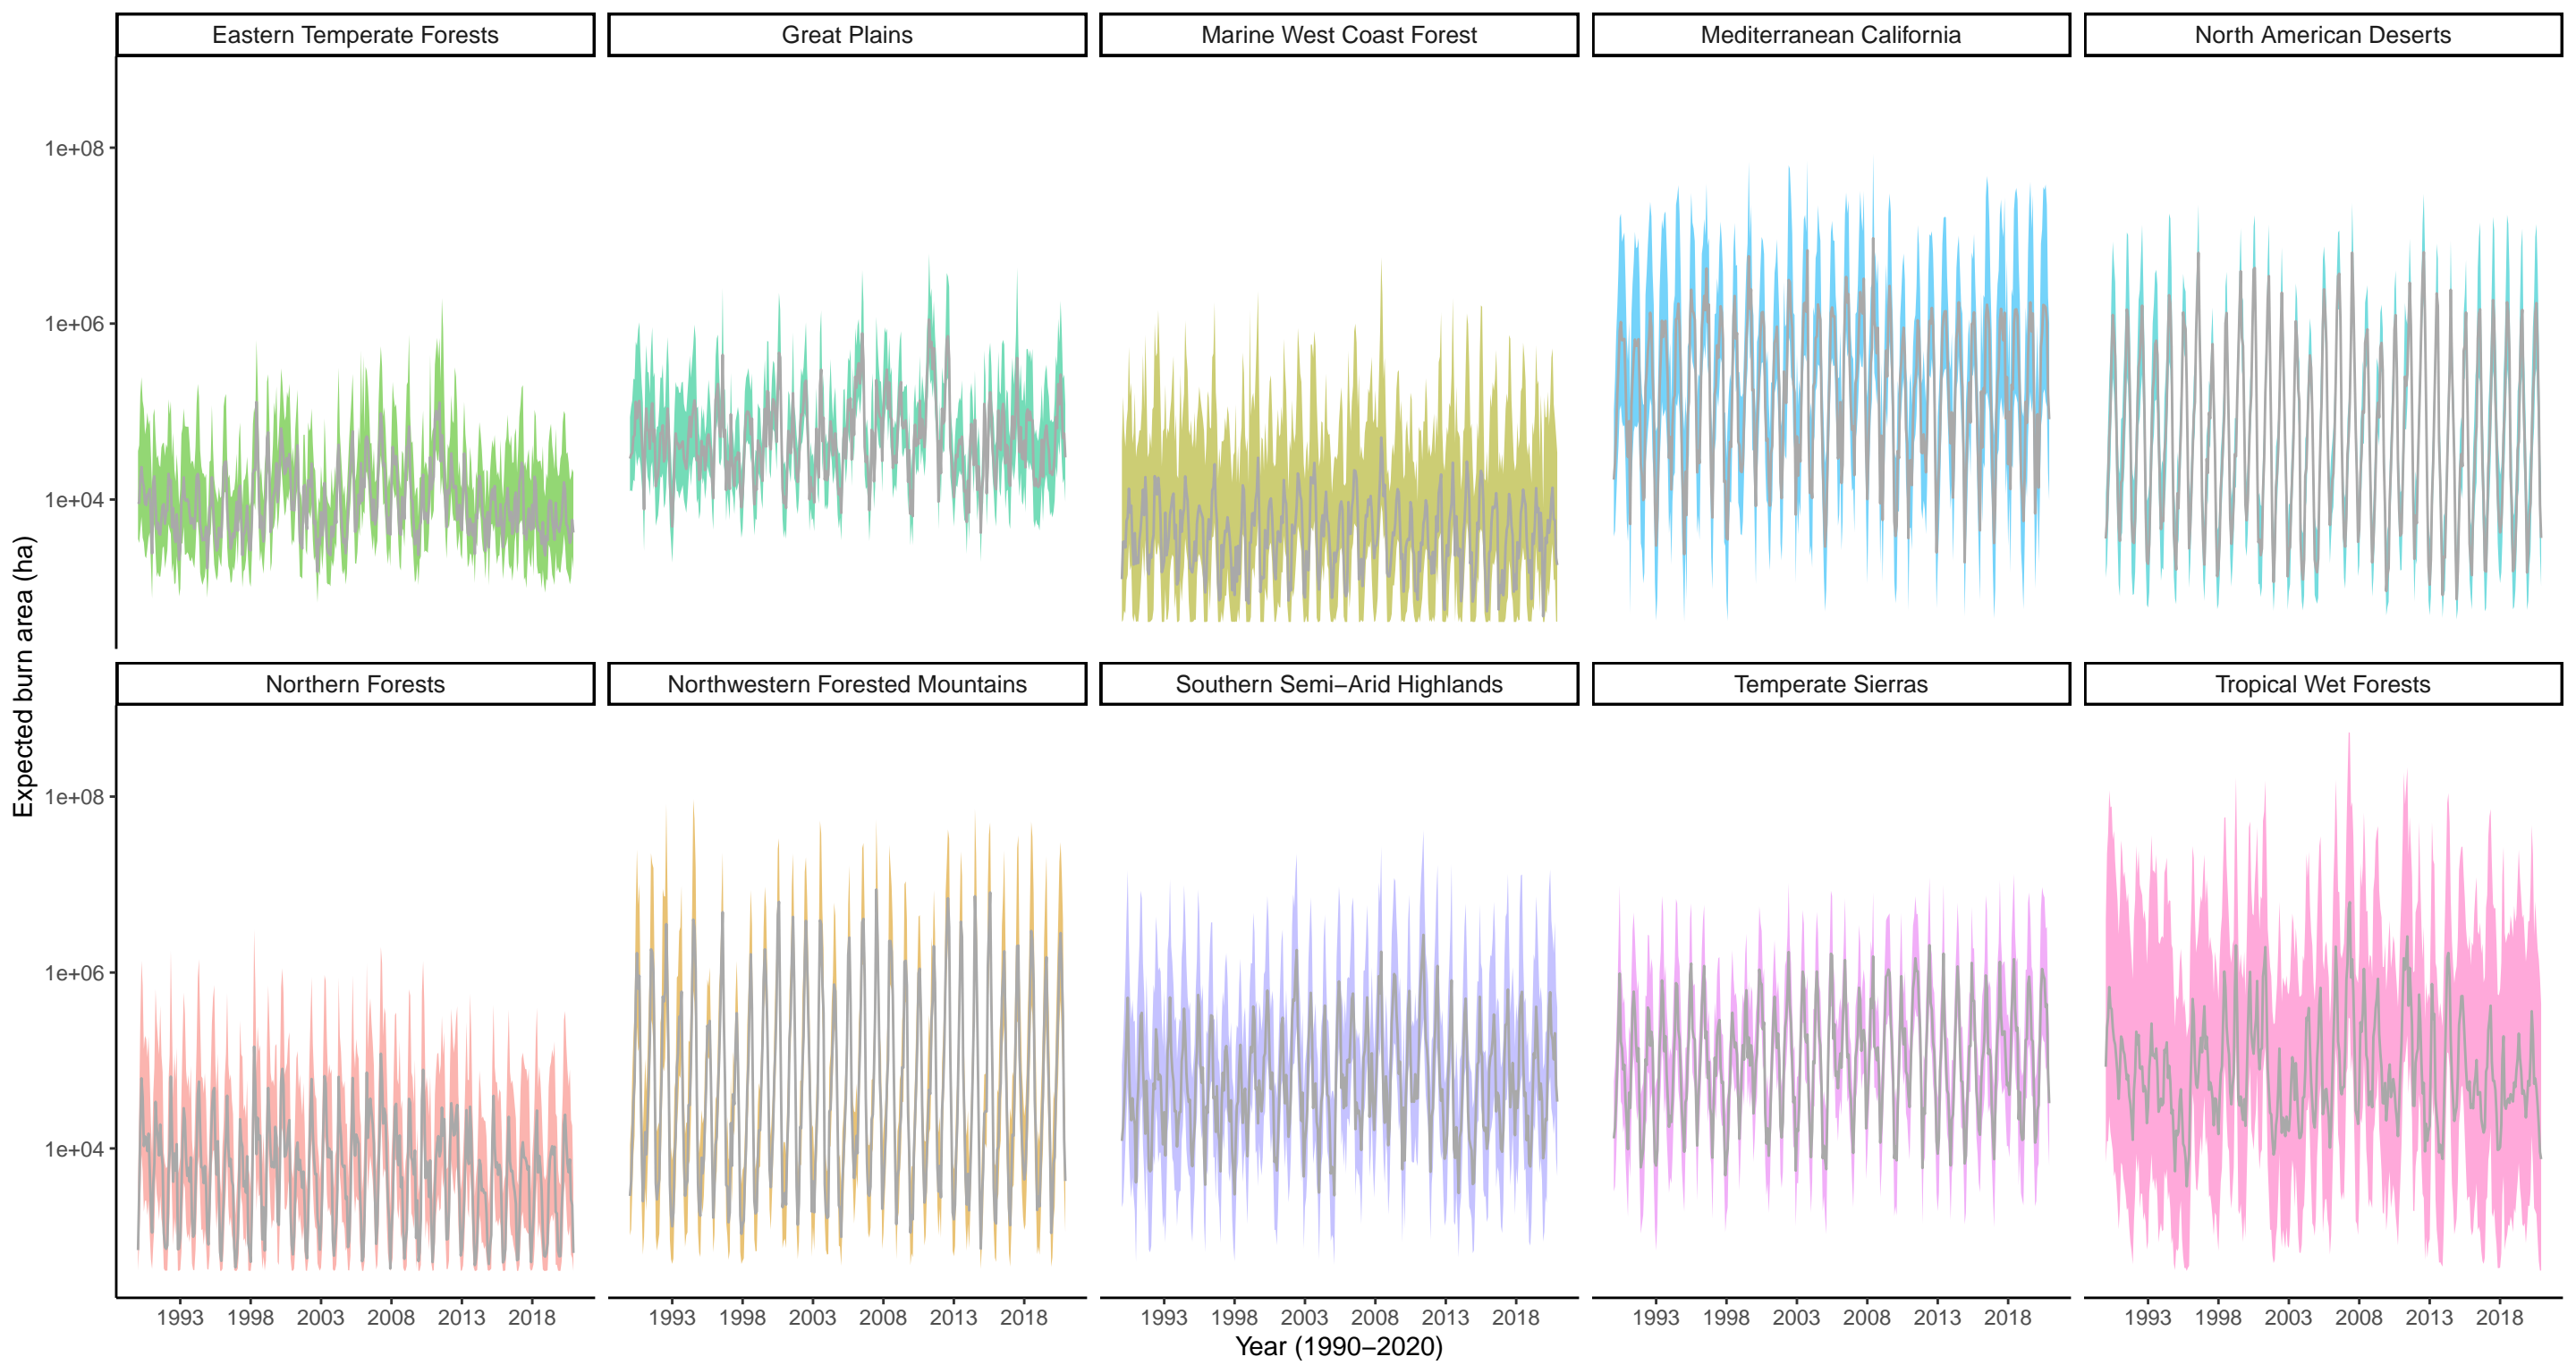 Eastern Temperate Forests
Great Plains
Marine West Coast Forest
Mediterranean California
North American Deserts
1e+08
1e+06
1e+04
Expected burn area (ha)
Northern Forests
Northwestern Forested Mountains
Southern Semi−Arid Highlands
Temperate Sierras
Tropical Wet Forests
1e+08
1e+06
1e+04
1993 1998 2003 2008 2013 2018
1993 1998 2003 2008 2013 2018
1993 1998 2003 2008 2013 2018
1993 1998 2003 2008 2013 2018
1993 1998 2003 2008 2013 2018
Year (1990−2020)